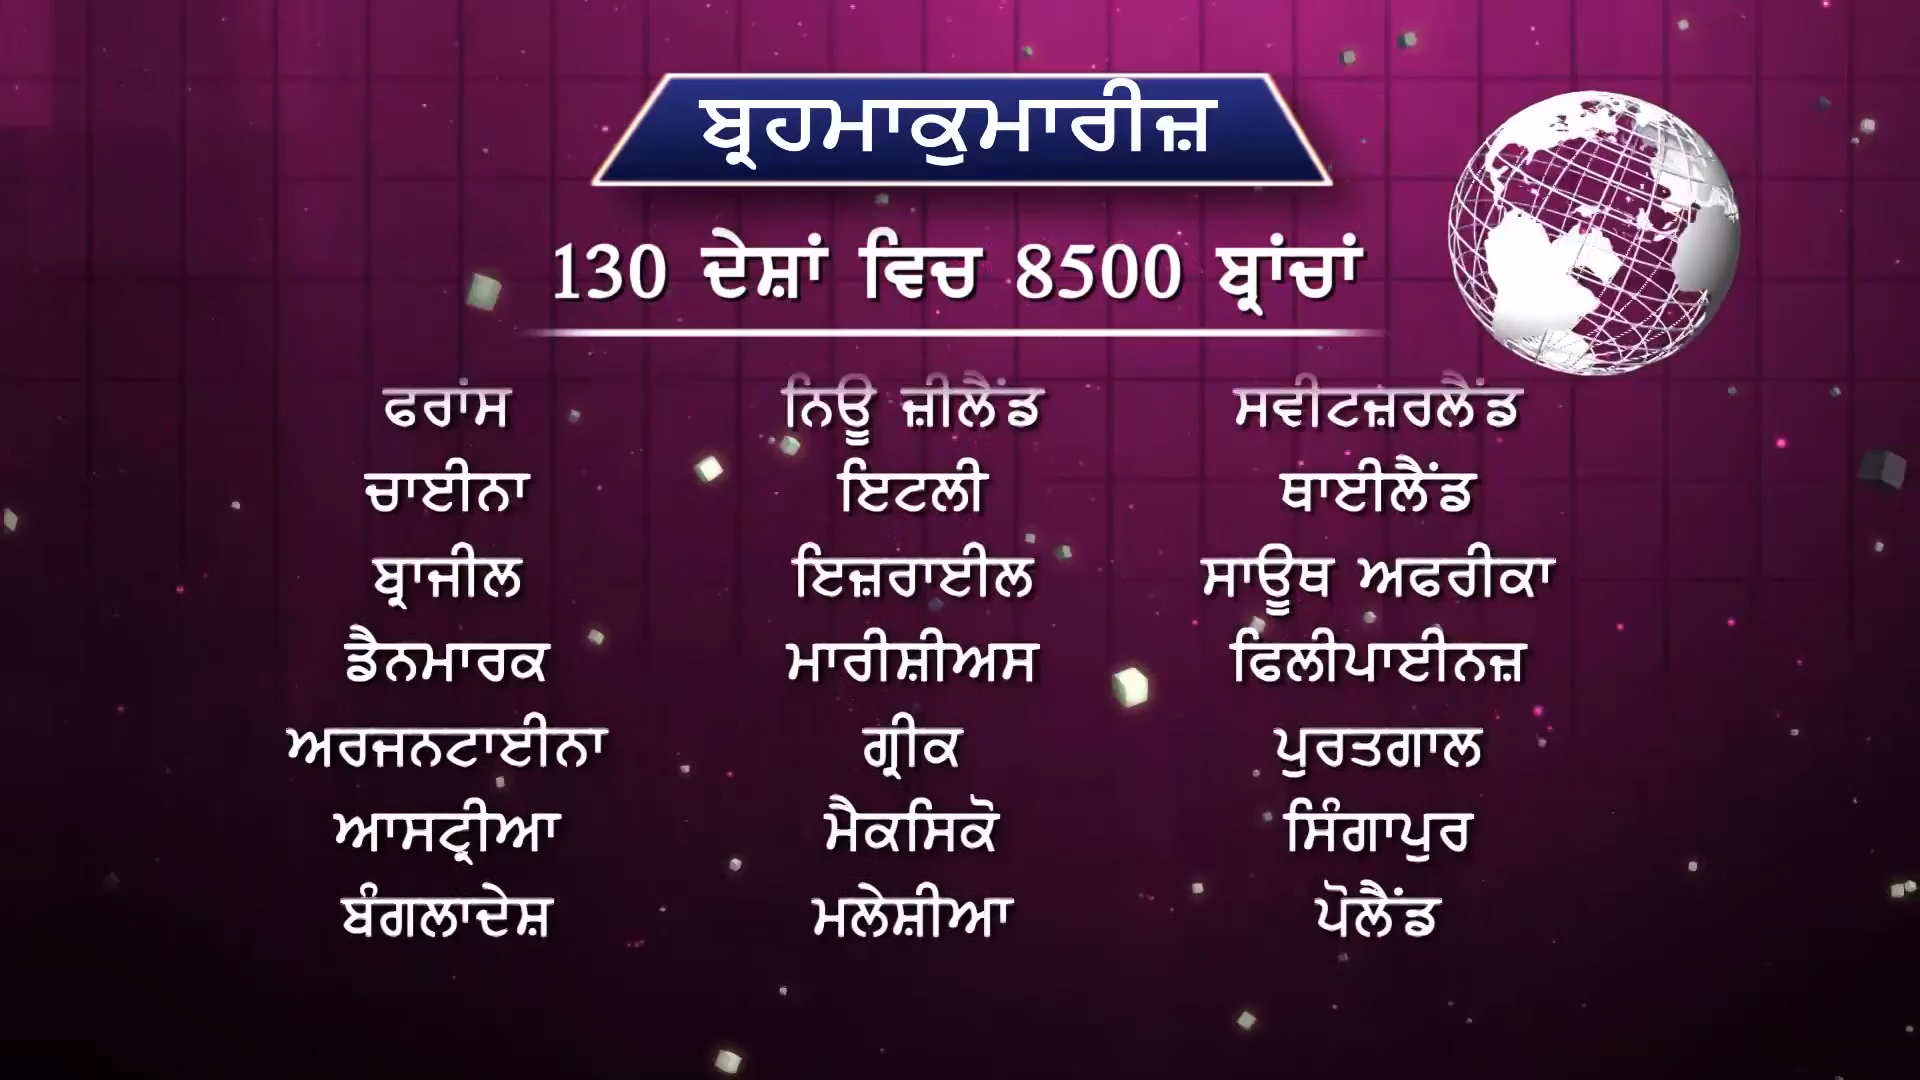 ਬ੍ਰਹਮਾਕੁਮਾਰੀਜ਼
130 ਦੇਸ਼ਾਂ ਵਿਚ 8500 ਬ੍ਰਾਂਚਾਂ
ਫਰਾਂਸ ਨਿਊ ਜ਼ੀਲੈਂਡ ਸਵੀਟਜ਼ਰਲੈਂਡ
ਚਾਈਨਾ ਇਟਲੀ ਥਾਈਲੈਂਡ
ਬ੍ਰਾਜੀਲ ਇਜ਼ਰਾਈਲ ਸਾਊਥ ਅਫਰੀਕਾ
ਡੈਨਮਾਰਕ ਮਾਰੀਸ਼ੀਅਸ ਫਿਲੀਪਾਈਨਜ਼
ਅਰਜਨਟਾਈਨਾ ਗ੍ਰੀਕ ਪੁਰਤਗਾਲ
ਆਸਟ੍ਰੀਆ ਮੈਕਸਿਕੋ ਸਿੰਗਾਪੁਰ
ਬੰਗਲਾਦੇਸ਼ ਮਲੇਸ਼ੀਆ ਪੋਲੈਂਡ